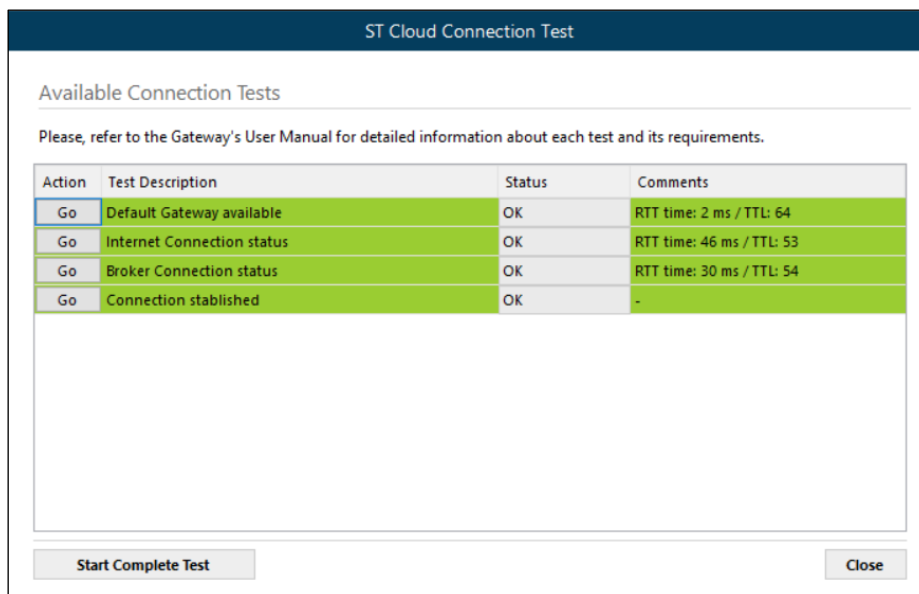 ST Cloud Connection Test
Available Connection Tests
Please, refer to the Gateway's User Manual for detailed information about each test and its requirements.
Action Test Description Status Comments
Go Default Gateway available OK RTT time: 2 ms / TTL: 64
Go Internet Connection status OK RTT time: 46 ms / TTL: 53
Go Broker Connection status OK RTT time: 30 ms / TTL: 54
Go Connection stablished OK -
Start Complete Test Close